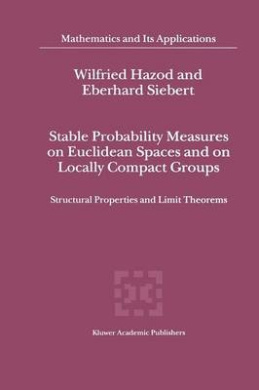 Mathematics and Its Applications
Wilfried Hazod and
Eberhard Siebert
Stable Probability Measures
on Euclidean Spaces and on
Locally Compact Groups
Structural Properties and Limit Theorems
Kluwer Academic Publishers